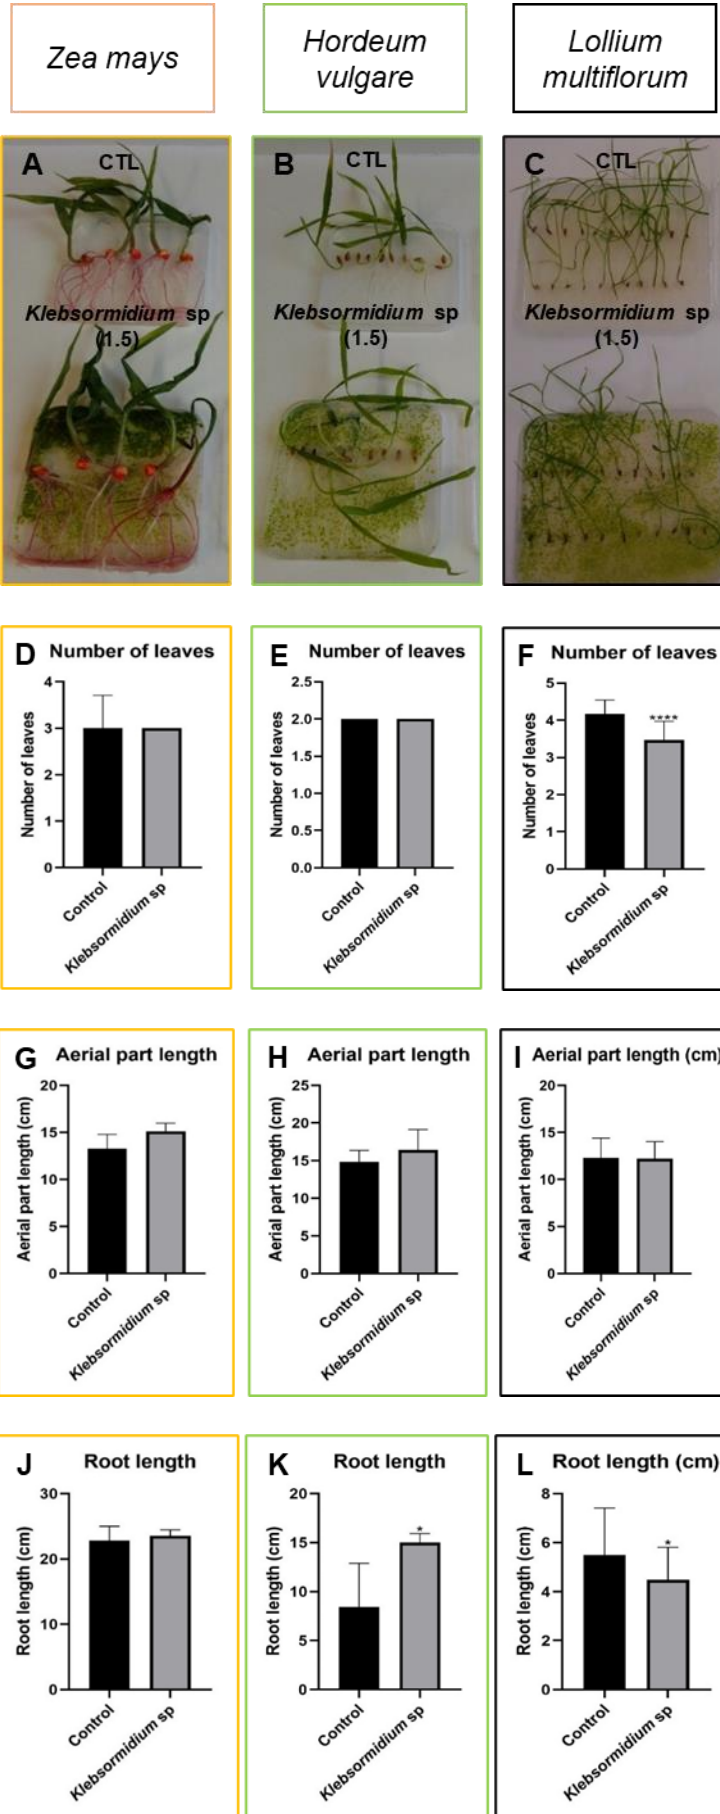 Zea mays
Hordeum
vulgare
Lollium
multiflorum
A
CTL
Klebsormidium sp
(1.5)
B
CTL
Klebsormidium sp
(1.5)
C
CTL
Klebsormidium sp
(1.5)
D
Number of leaves
Number of leaves
4
3
2
1
0
Control
Klebsormidium sp
E
Number of leaves
Number of leaves
2.5
2.0
1.5
1.0
0.5
0.0
Control
Klebsormidium sp
F
Number of leaves
Number of leaves
5
4
3
2
1
0
****
Control
Klebsormidium sp
G
Aerial part length
Aerial part length (cm)
20
15
10
5
0
Control
Klebsormidium sp
H
Aerial part length
Aerial part length (cm)
25
20
15
10
5
0
Control
Klebsormidium sp
I
Aerial part length (cm)
Aerial part length (cm)
20
15
10
5
0
Control
Klebsormidium sp
J
Root length
Root length (cm)
30
20
10
0
Control
Klebsormidium sp
K
Root length
Root length (cm)
20
15
10
5
0
*
Control
Klebsormidium sp
L
Root length (cm)
Root length (cm)
8
6
4
2
0
*
Control
Klebsormidium sp